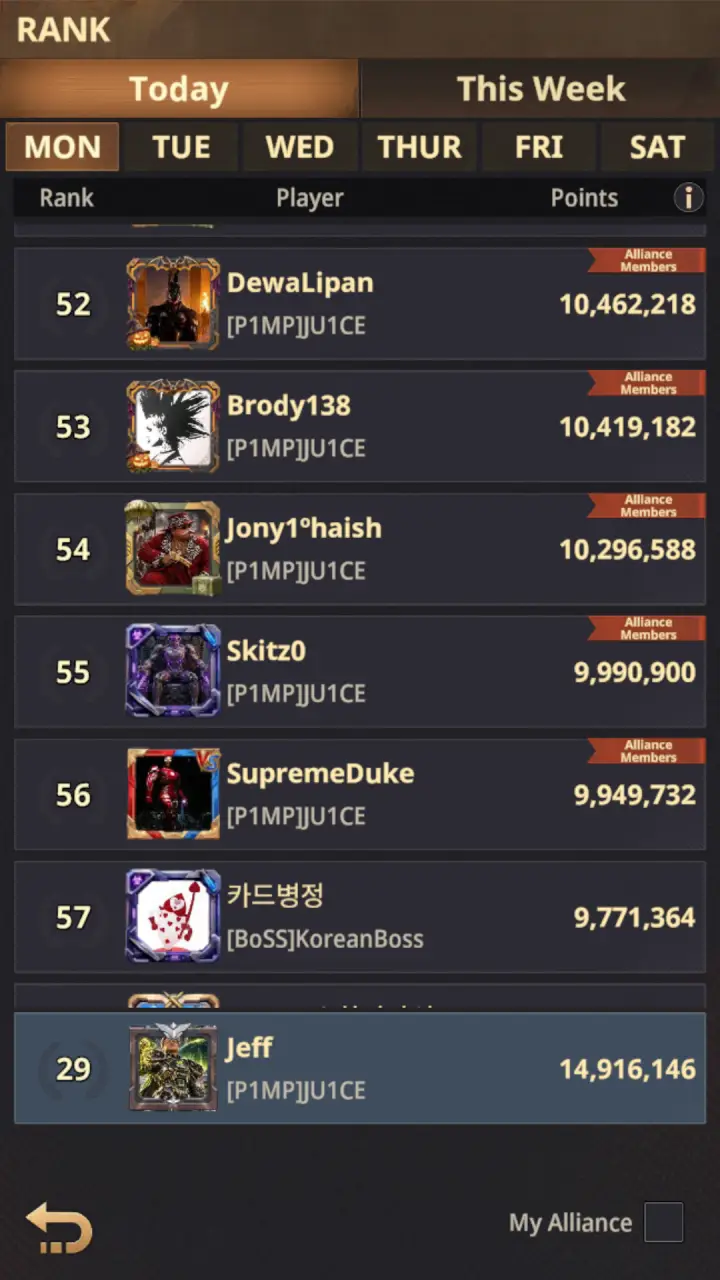 RANK
Today
This Week
MON
TUE
WED
THUR
FRI
SAT
Rank
Player
Points
i
52
DewaLipan
[P1MP]JU1CE
Alliance
Members
10,462,218
53
Brody138
[P1MP]JU1CE
Alliance
Members
10,419,182
54
Jony1°haish
[P1MP]JU1CE
Alliance
Members
10,296,588
55
Skitz0
[P1MP]JU1CE
Alliance
Members
9,990,900
56
SupremeDuke
[P1MP]JU1CE
Alliance
Members
9,949,732
57
카드병정
[BoSS]KoreanBoss
9,771,364
29
Jeff
[P1MP]JU1CE
14,916,146
My Alliance